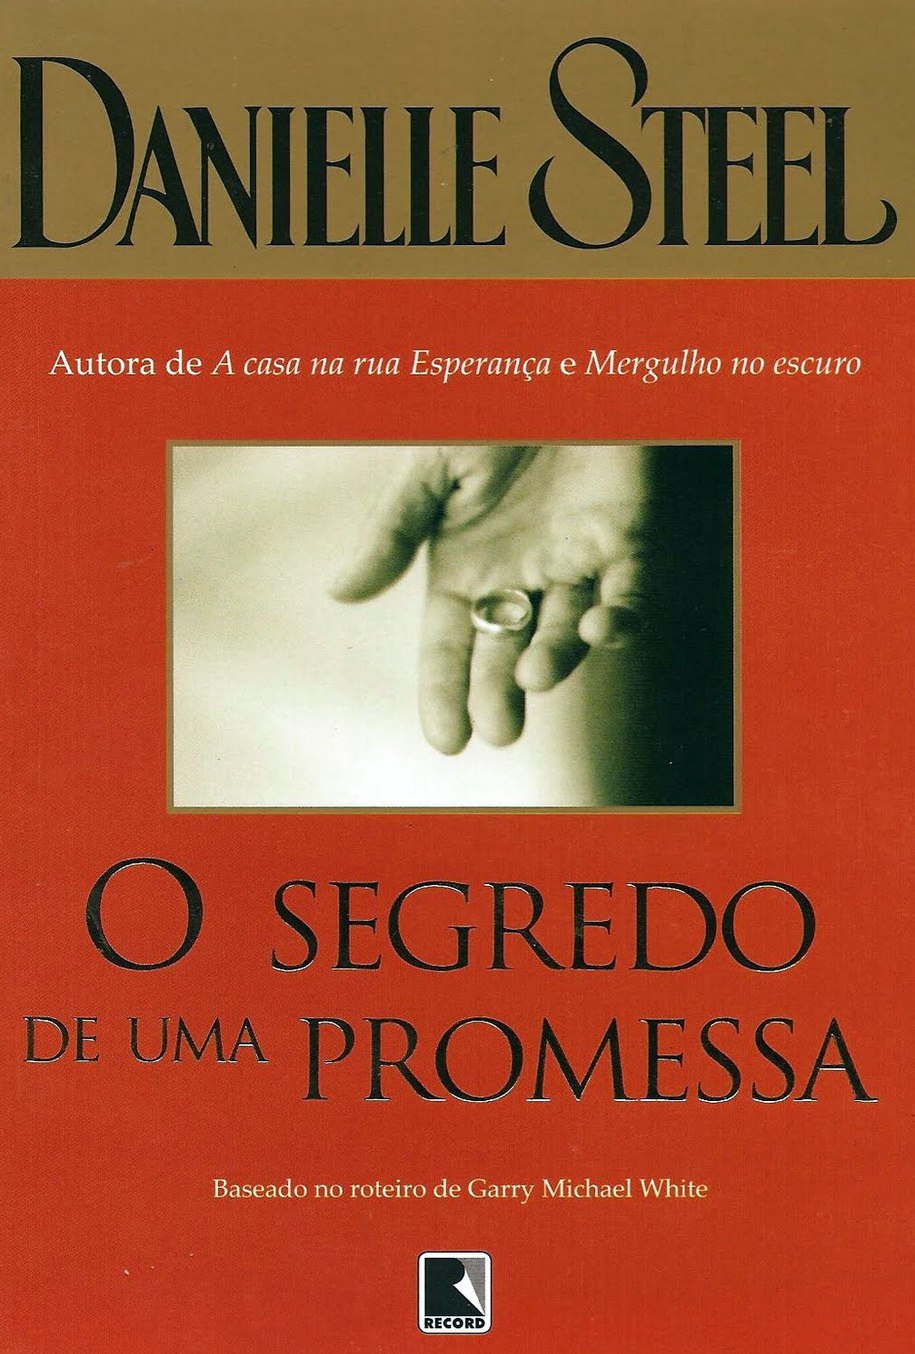 DANIELLE STEEL
Autora de A casa na rua Esperança e Mergulho no escuro
O SEGREDO
DE UMA PROMESSA
Baseado no roteiro de Garry Michael White
RECORD